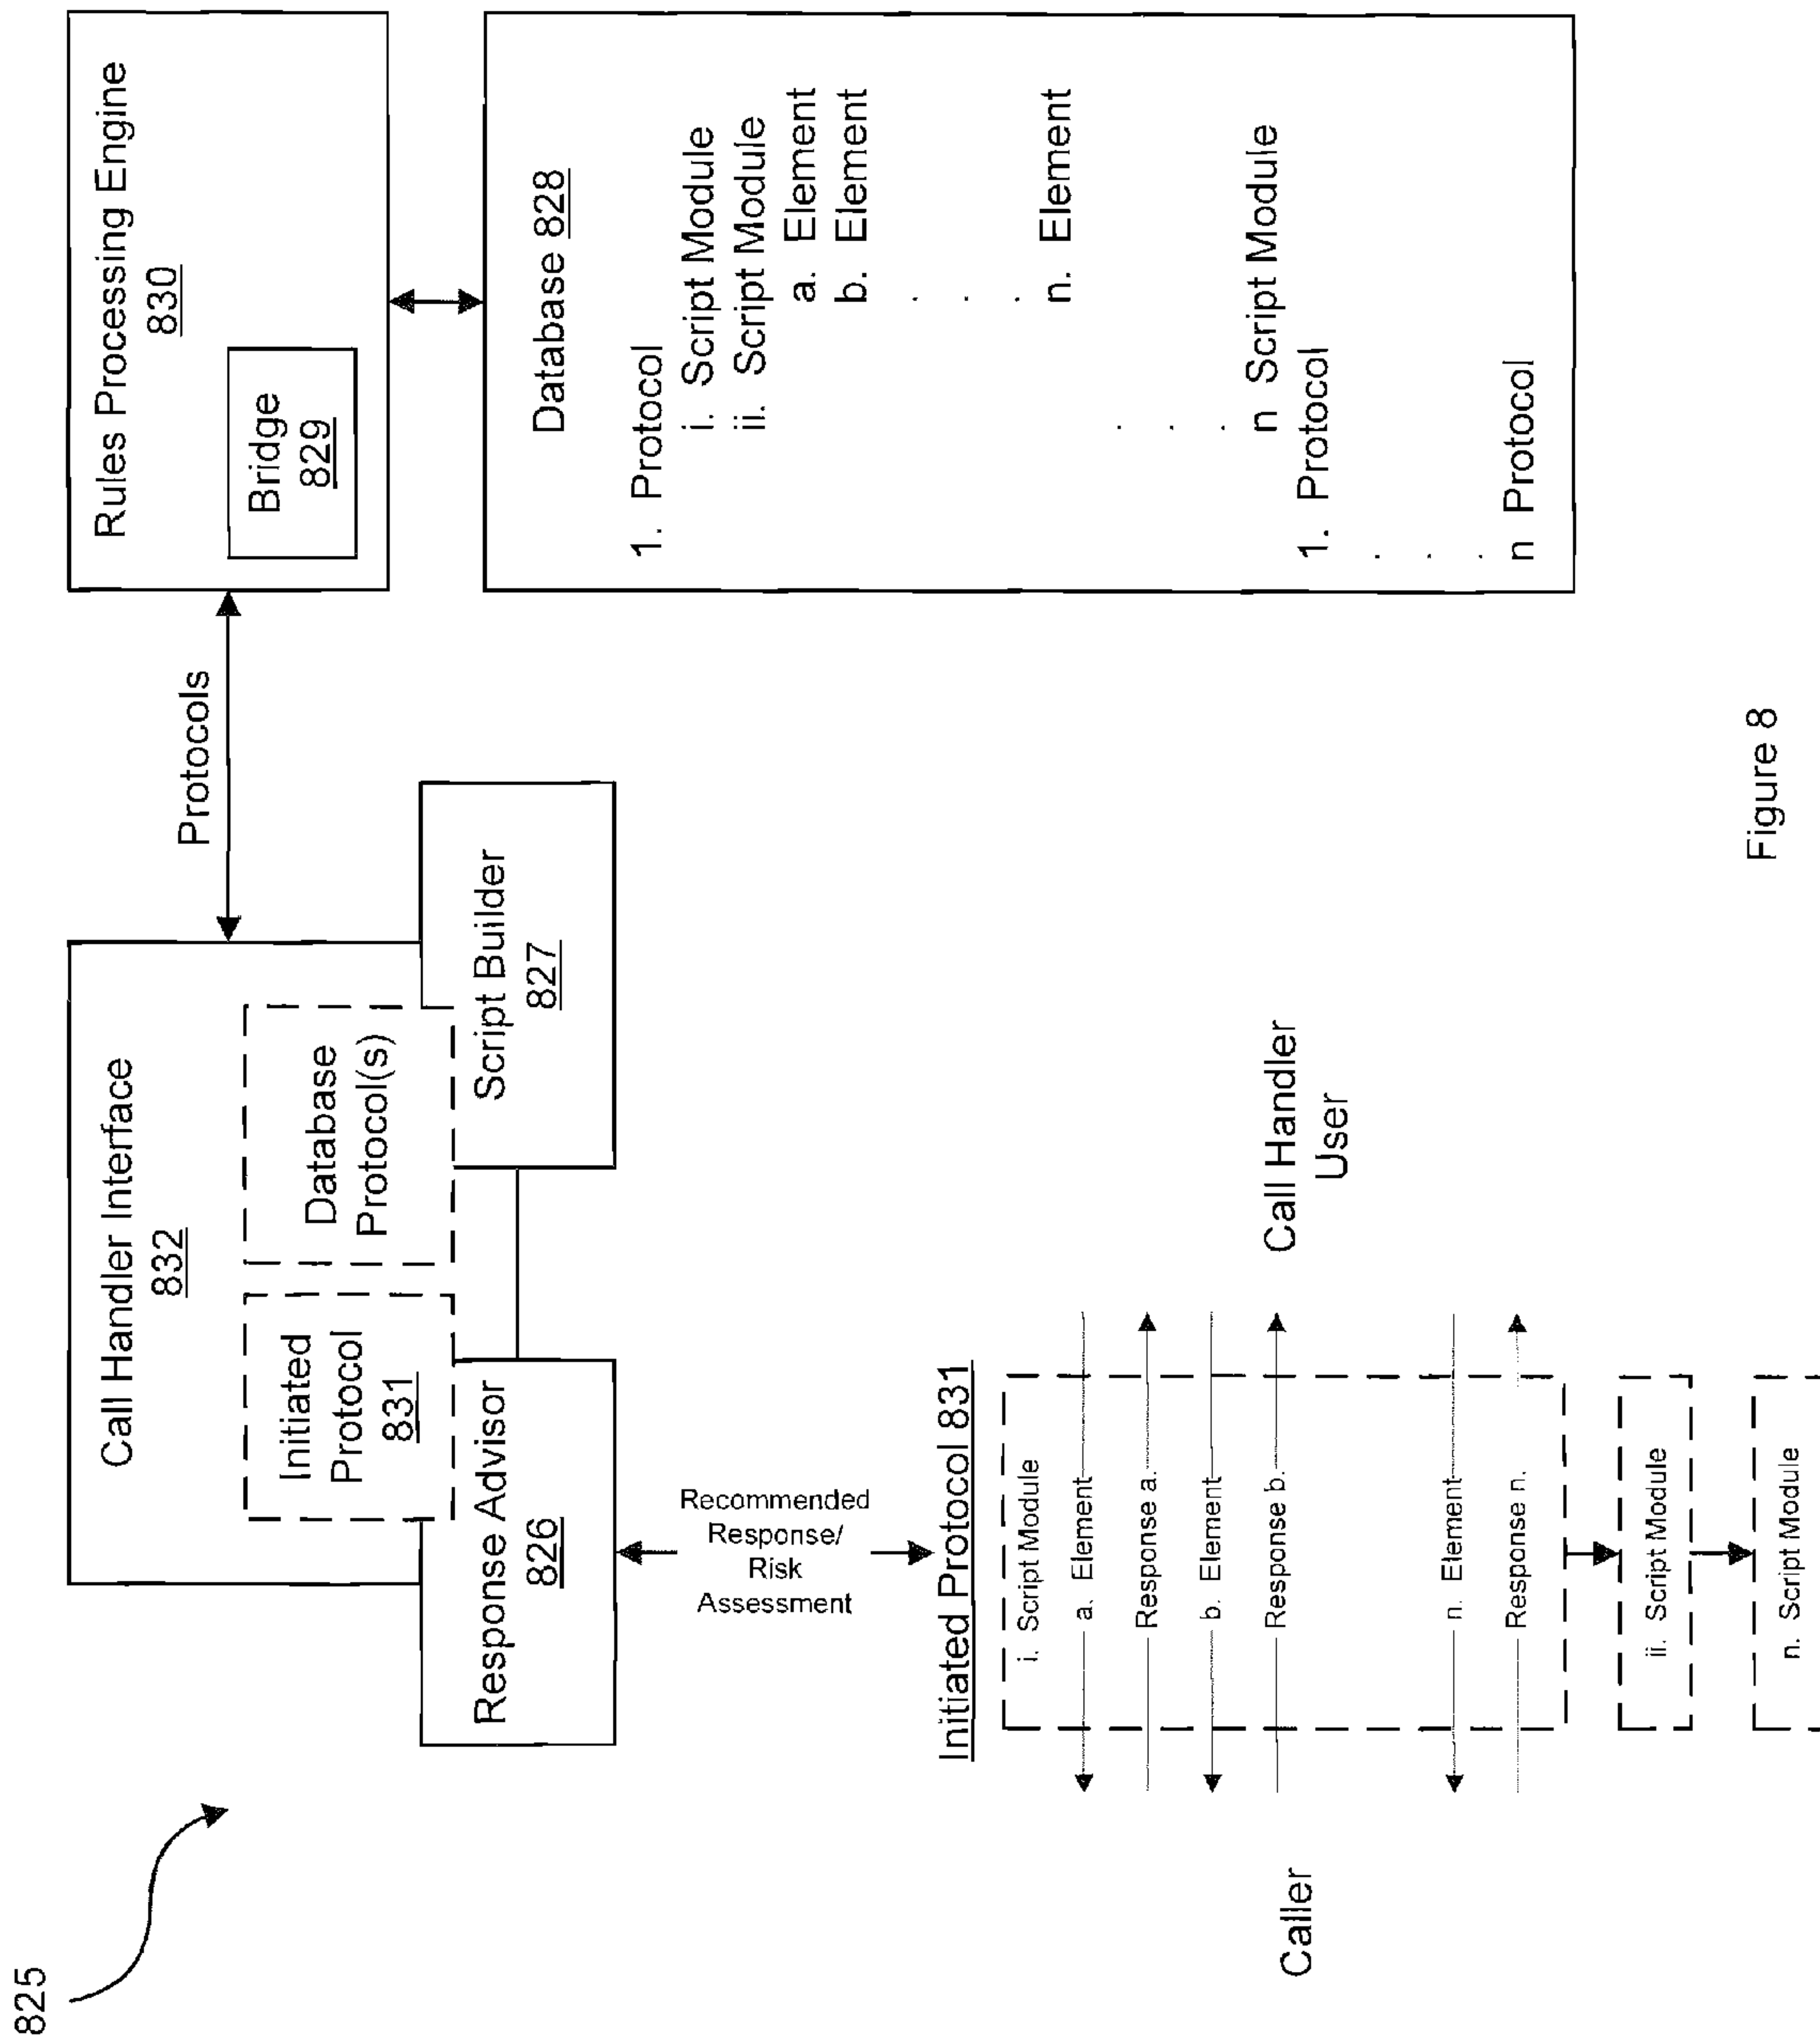 825
Call Handler Interface
832
Initiated
Protocol
831
Database
Protocol(s)
Response Advisor
826
Script Builder
827
Protocols
Rules Processing Engine
830
Bridge
829
Database 828
1. Protocol
i. Script Module
ii. Script Module
a. Element
b. Element
.
.
.
n. Element
.
.
.
n Script Module
1. Protocol
.
.
.
n Protocol
Recommended
Response/
Risk
Assessment
Initiated Protocol 831
i. Script Module
a. Element
Response a.
b. Element
Response b.
n. Element
Response n.
ii. Script Module
n. Script Module
Caller
Call Handler
User
Figure 8